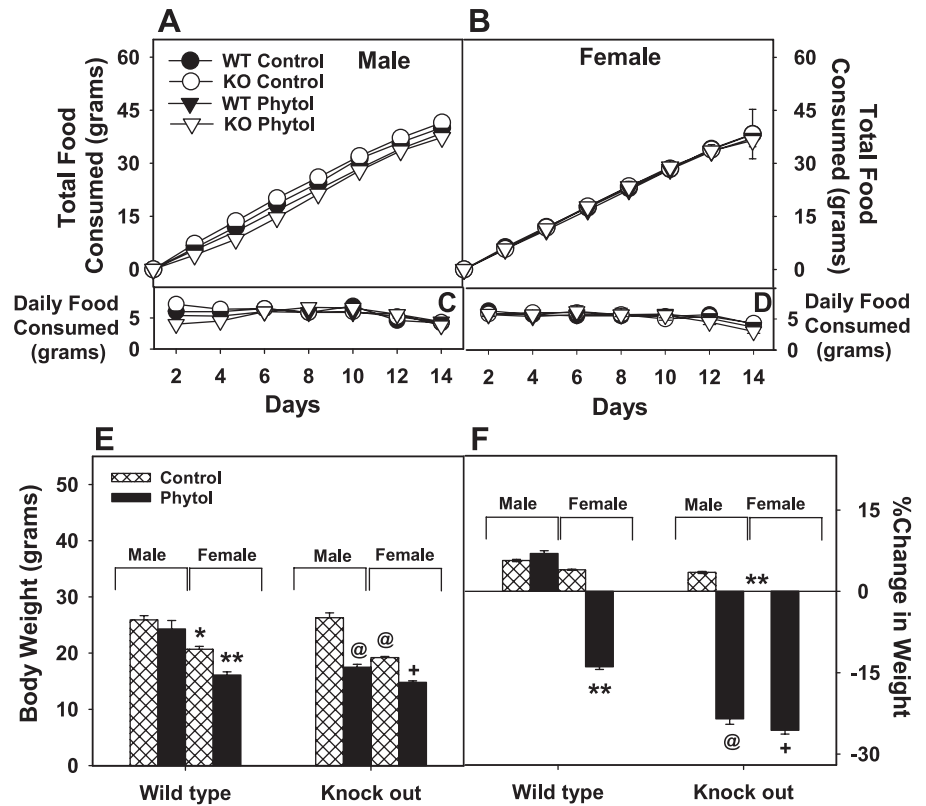 A
B
60
45
30
15
0
Total Food
Consumed (grams)
WT Control
KO Control
WT Phytol
KO Phytol
Male
Female
60
45
30
15
0
Total Food
Consumed (grams)
Daily Food
Consumed
(grams)
5
0
C
D
5
0
Daily Food
Consumed
(grams)
2 4 6 8 10 12 14
2 4 6 8 10 12 14
Days
Days
E
F
50
40
30
20
10
0
Body Weight (grams)
Control
Phytol
Male Female
Male Female
* ** @ @ +
Wild type Knock out
Male Female
Male Female
** @ ** +
15
0
-15
-30
%Change in Weight
Wild type Knock out